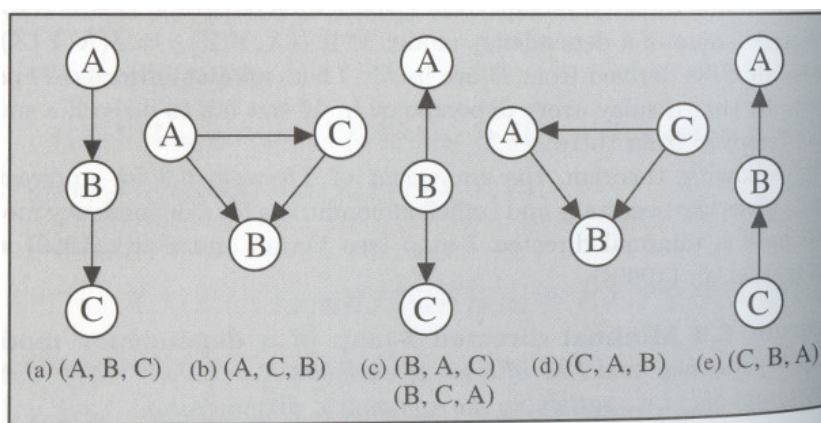 A
B
C
A
C
B
A
B
C
A
C
B
A
B
C
(a) (A, B, C)
(b) (A, C, B)
(c) (B, A, C)
(B, C, A)
(d) (C, A, B)
(e) (C, B, A)